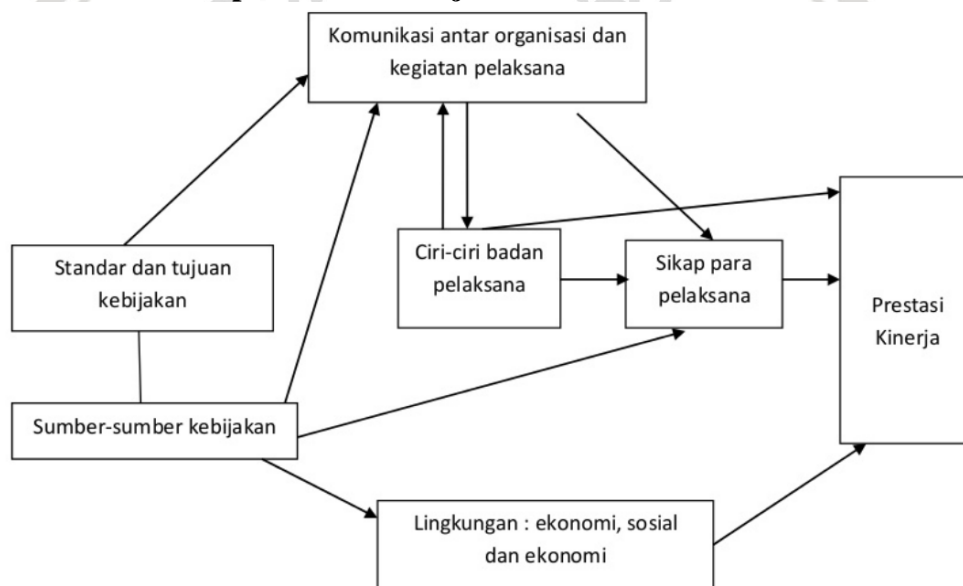 Komunikasi antar organisasi dan
kegiatan pelaksana
Standar dan tujuan
kebijakan
Ciri-ciri badan
pelaksana
Sikap para
pelaksana
Prestasi
Kinerja
Sumber-sumber kebijakan
Lingkungan : ekonomi, sosial
dan ekonomi